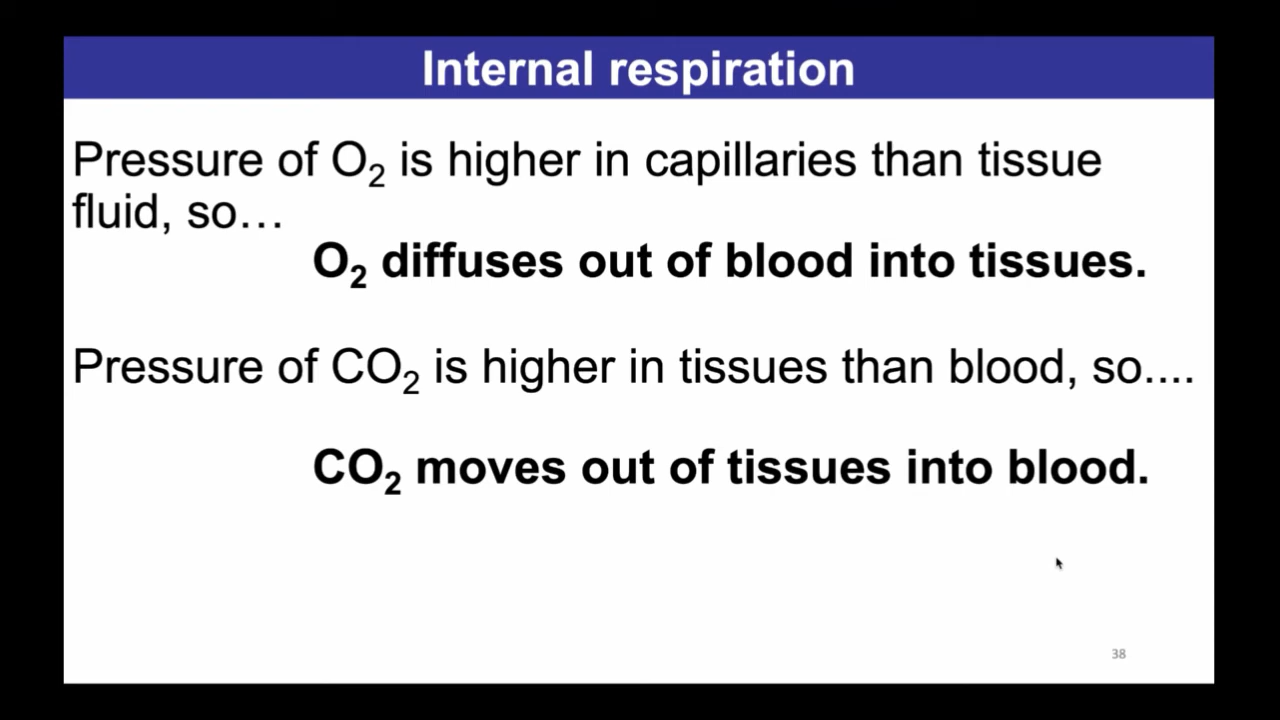 Internal respiration
Pressure of O₂ is higher in capillaries than tissue
fluid, so…
O₂ diffuses out of blood into tissues.
Pressure of CO₂ is higher in tissues than blood, so....
CO₂ moves out of tissues into blood.
38